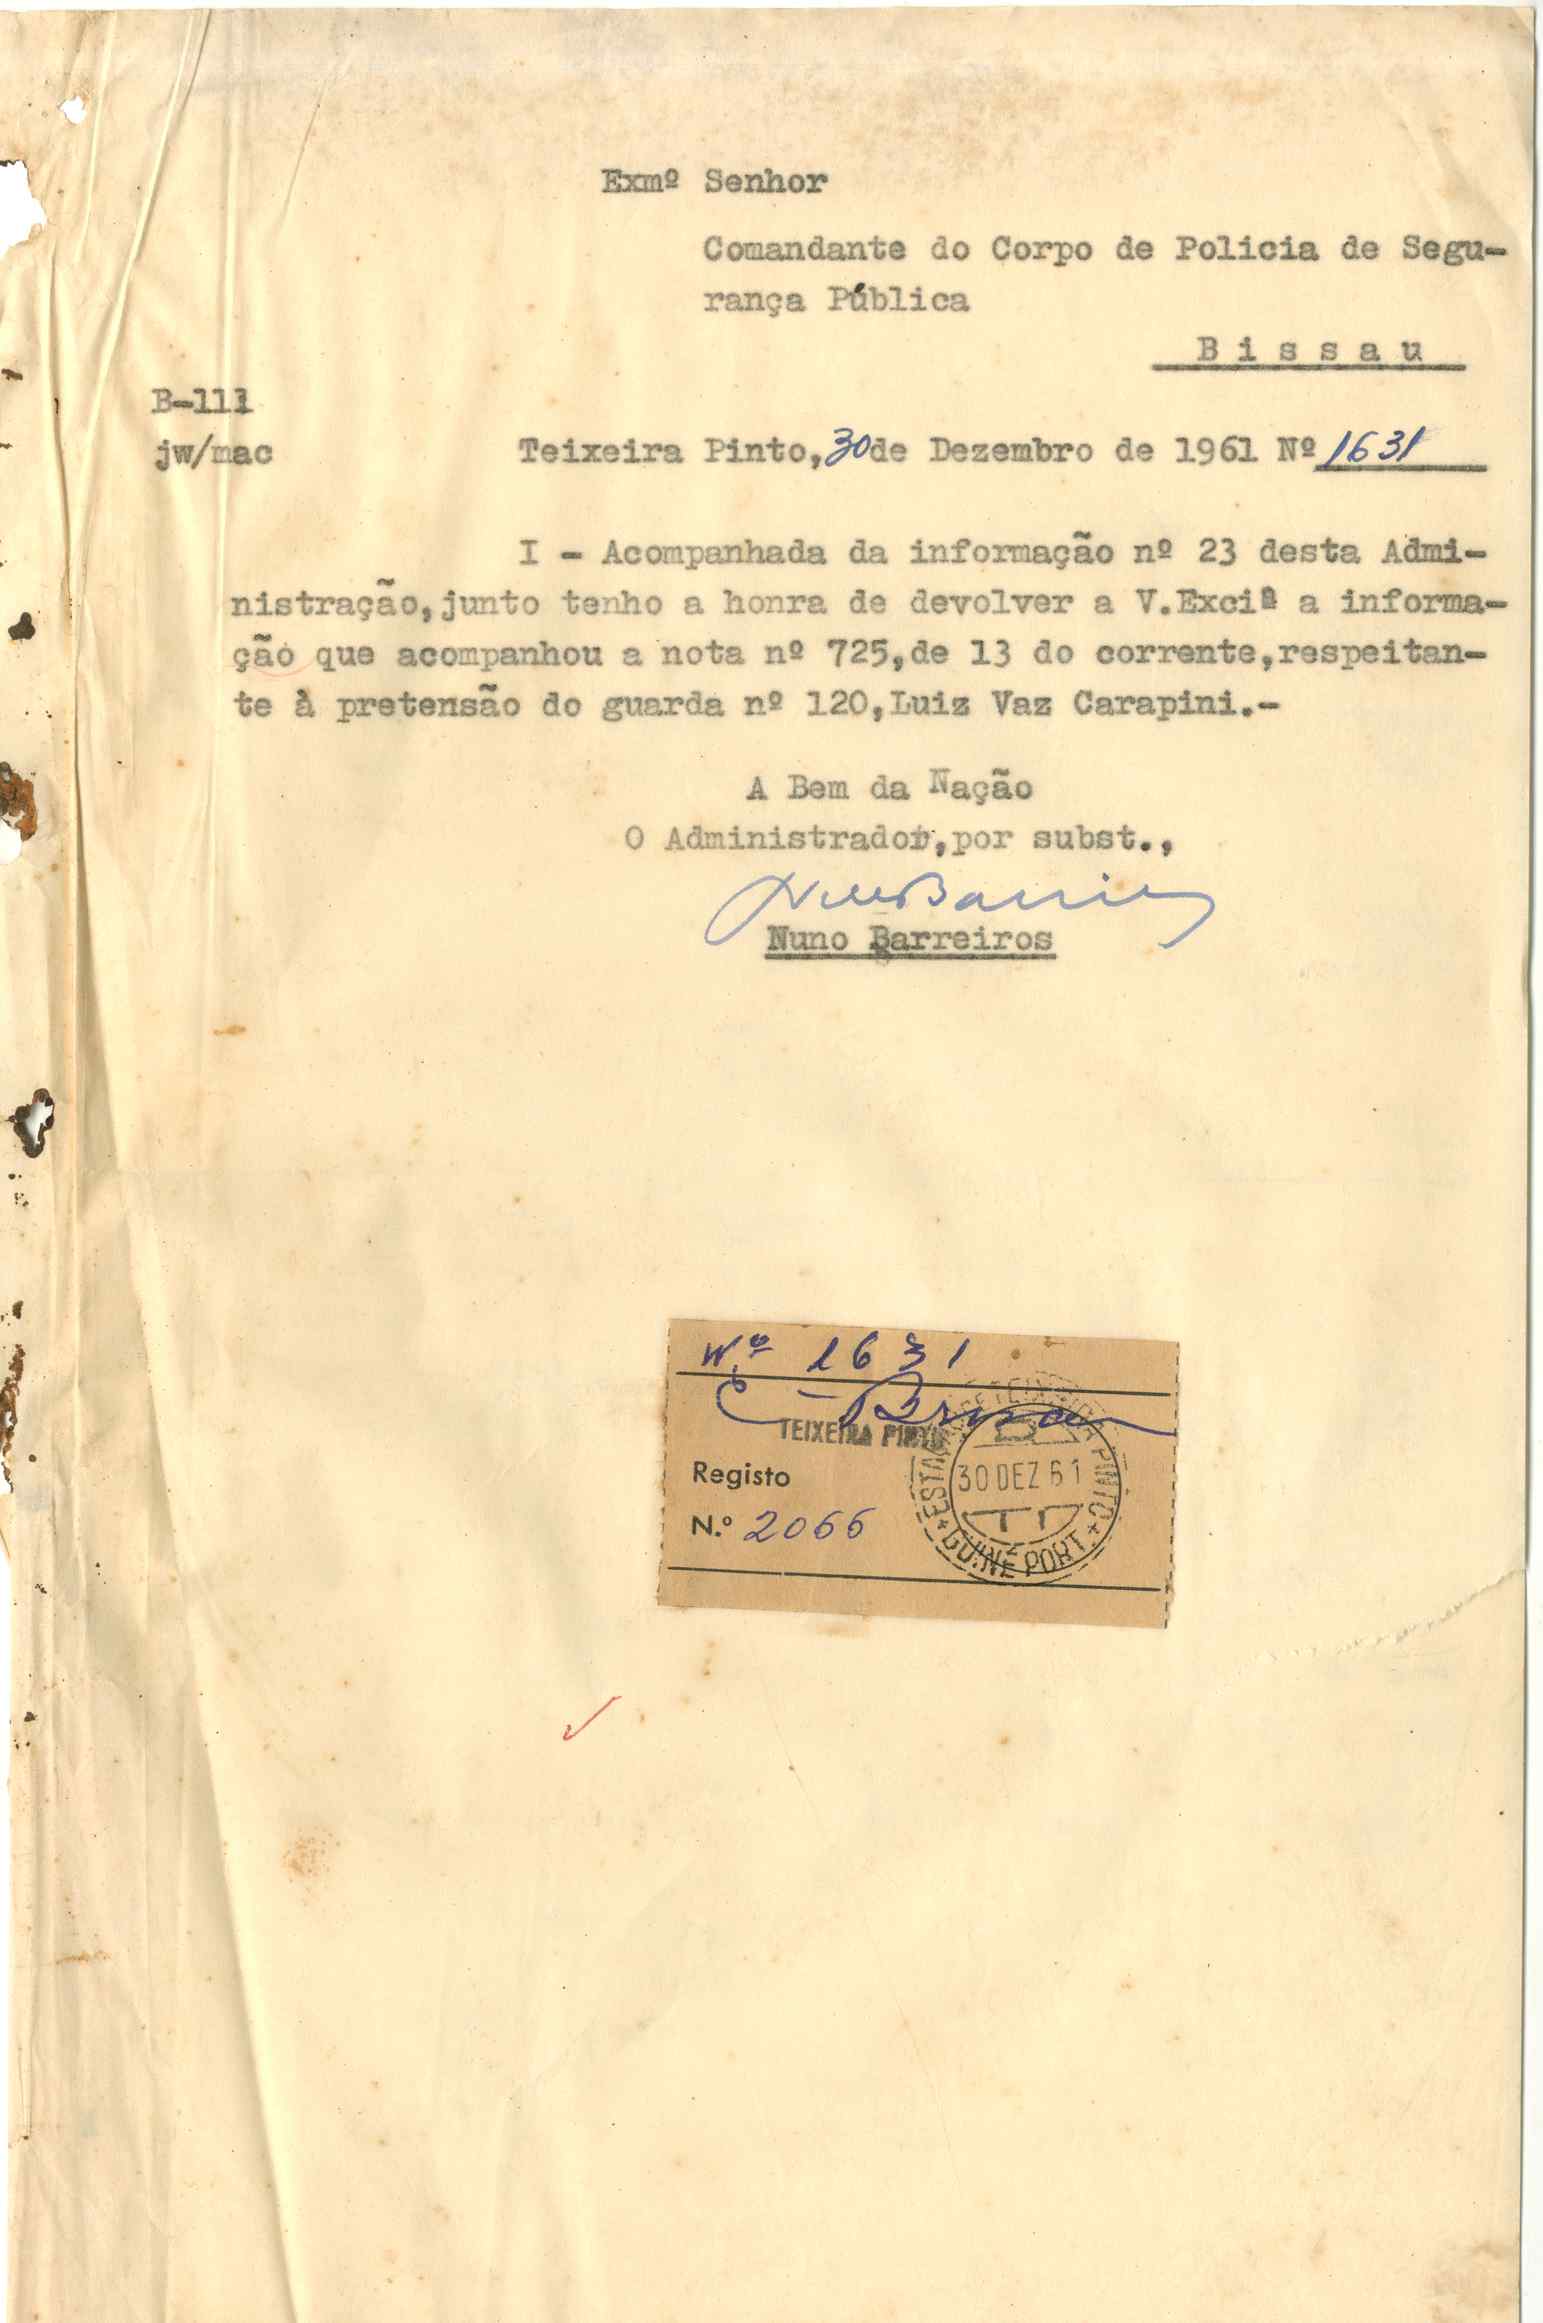 Exmº Senhor
Comandante do Corpo de Policia de Segu-
rança Pública
B i s s a u
B-111
jw/mac
Teixeira Pinto, 30 de Dezembro de 1961 Nº 1631
I - Acompanhada da informação nº 23 desta Admi-
nistração, junto tenho a honra de devolver a V.Exciª a informa-
ção que acompanhou a nota nº 725, de 13 do corrente, respeitan-
te à pretensão do guarda nº 120, Luiz Vaz Carapini.-
A Bem da Nação
O Administrador, por subst.,
Nuno Barreiros
Nº 1631
TEIXEIRA PINTO
Registo
N.º 2066
TEIXEIRA PINTO
30 DEZ 61
GUINÉ PORT.